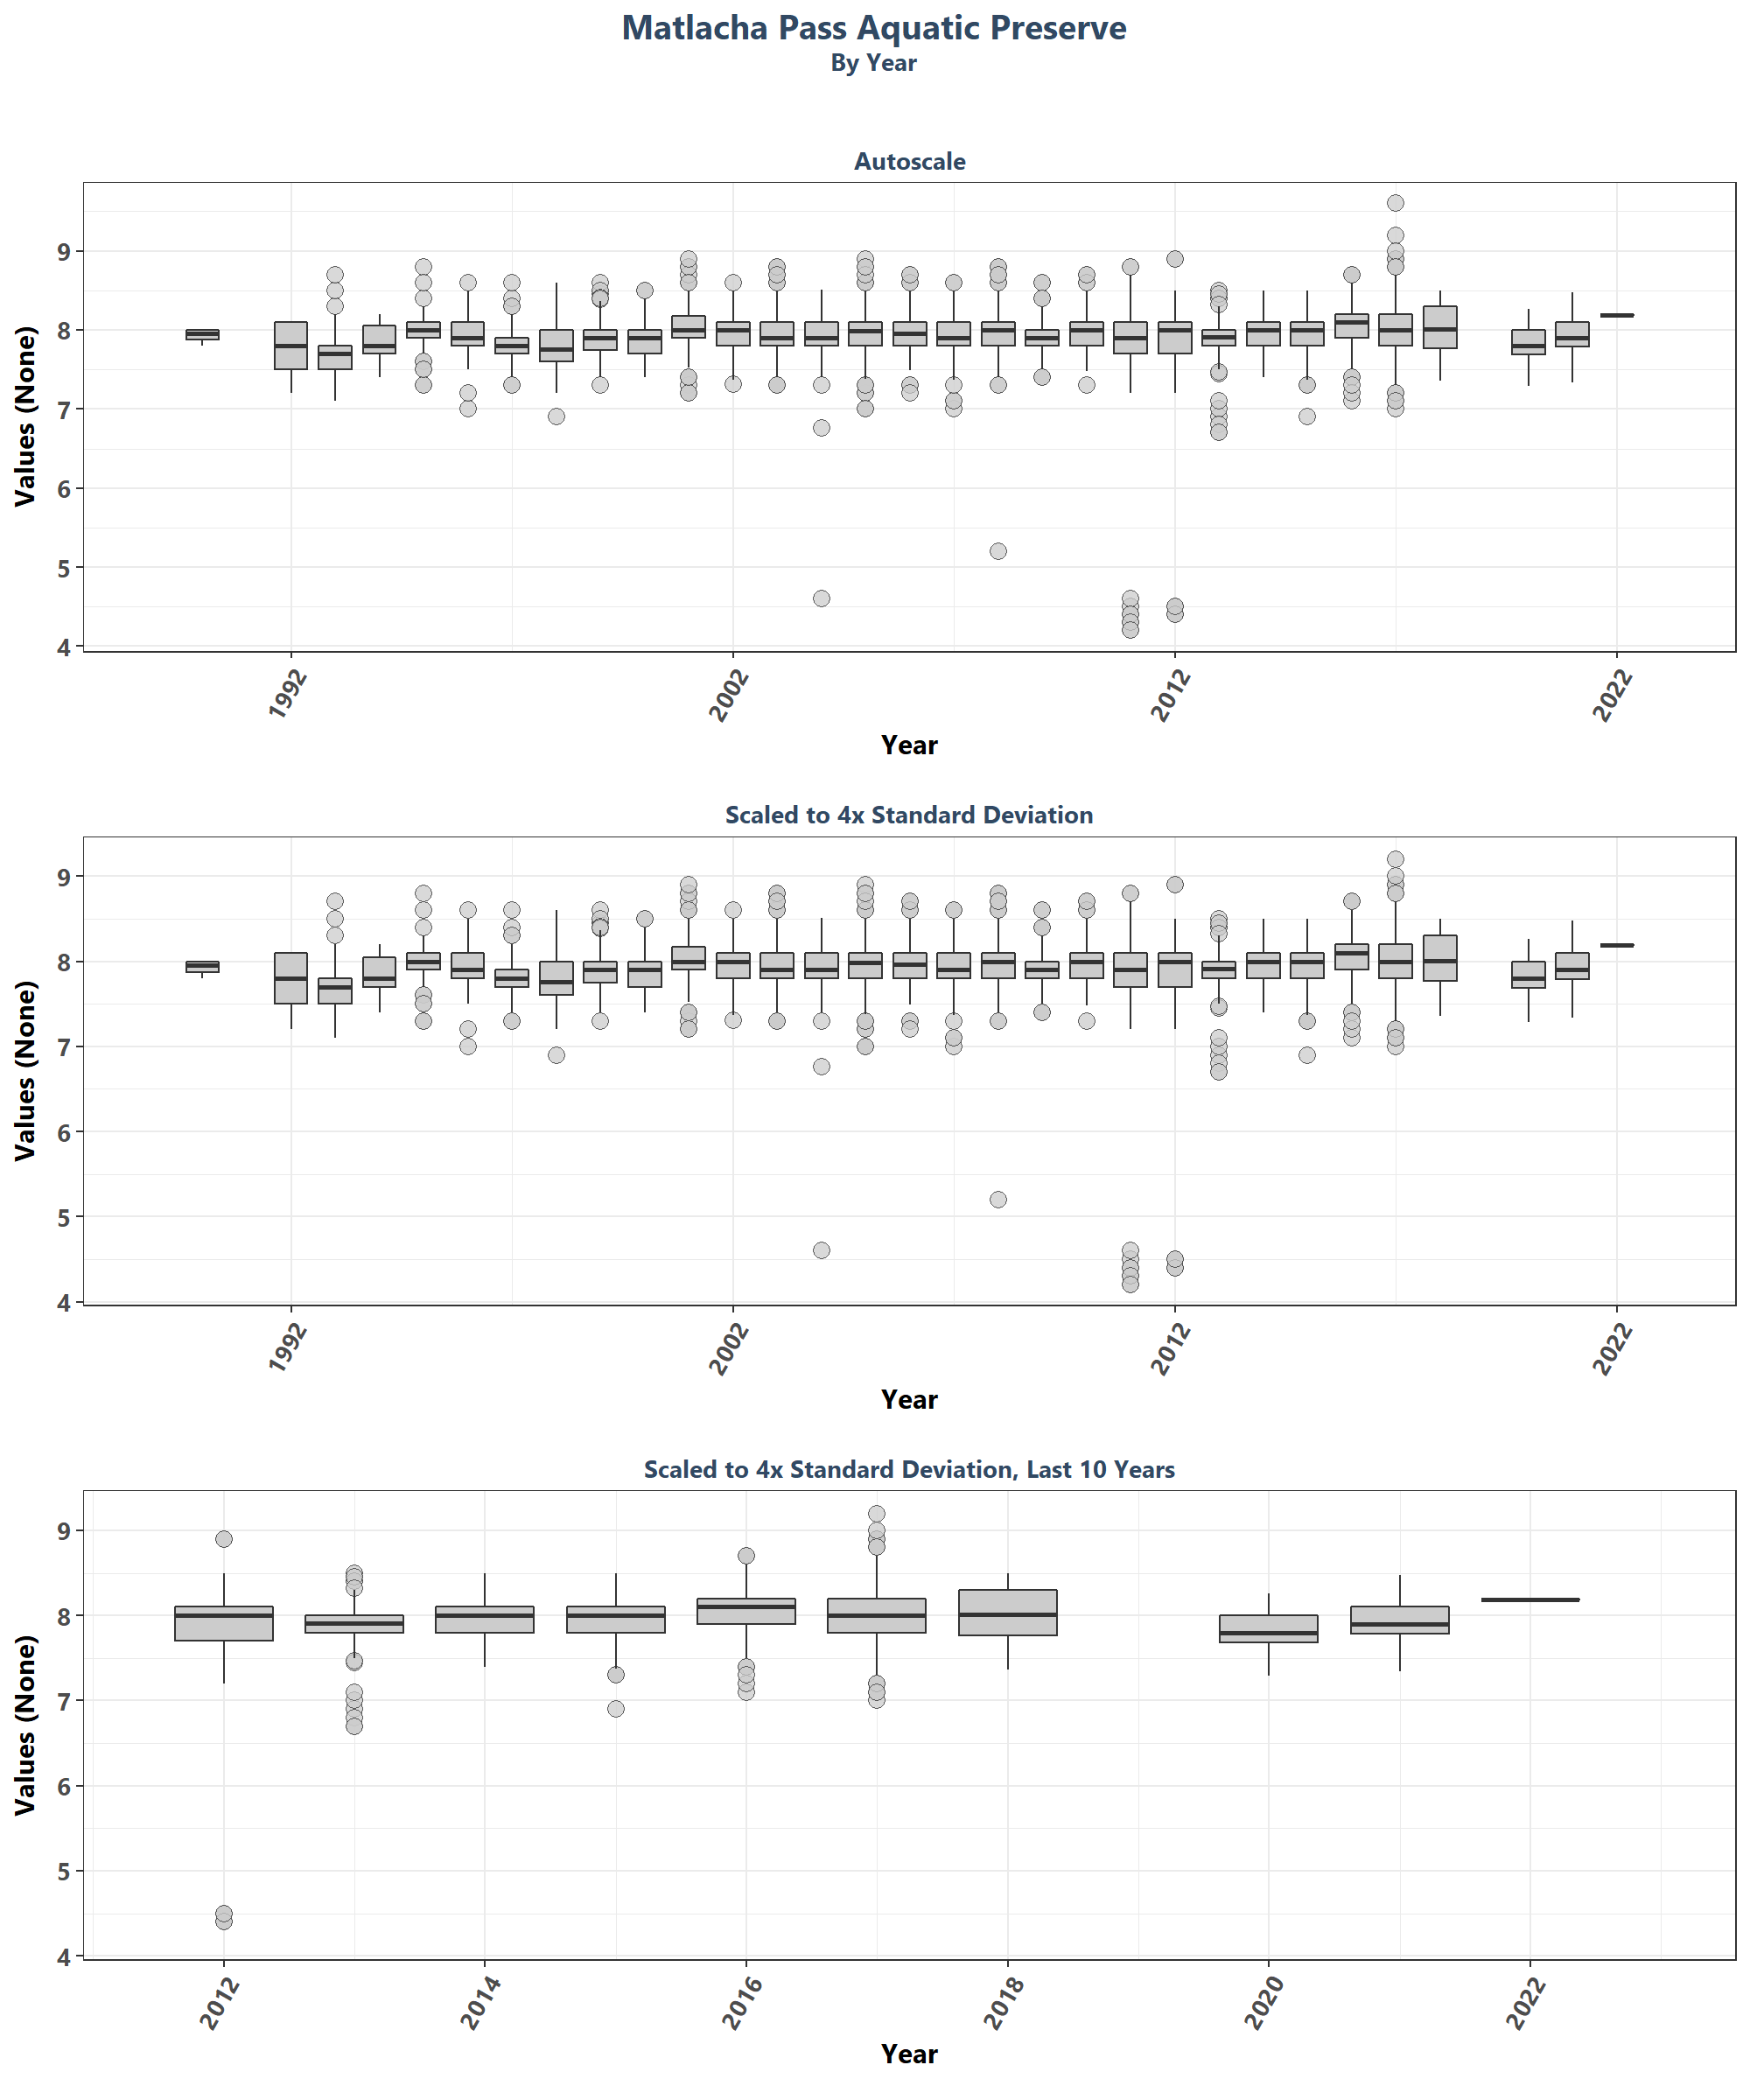 Matlacha Pass Aquatic Preserve
By Year
Autoscale
Values (None)
9
8
7
6
5
4
1992
2002
2012
2022
Year
Scaled to 4x Standard Deviation
Values (None)
9
8
7
6
5
4
1992
2002
2012
2022
Year
Scaled to 4x Standard Deviation, Last 10 Years
Values (None)
9
8
7
6
5
4
2012
2014
2016
2018
2020
2022
Year